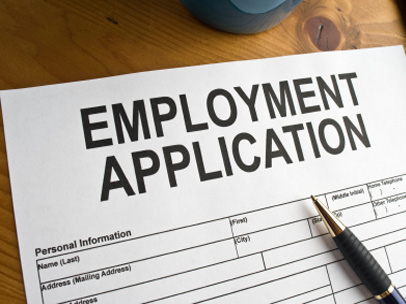 EMPLOYMENT
APPLICATION
Personal Information
Name (Last) (First) (Middle Initial) Home Telephone
( )
Address (Mailing Address) (City) Other Telephone
( )